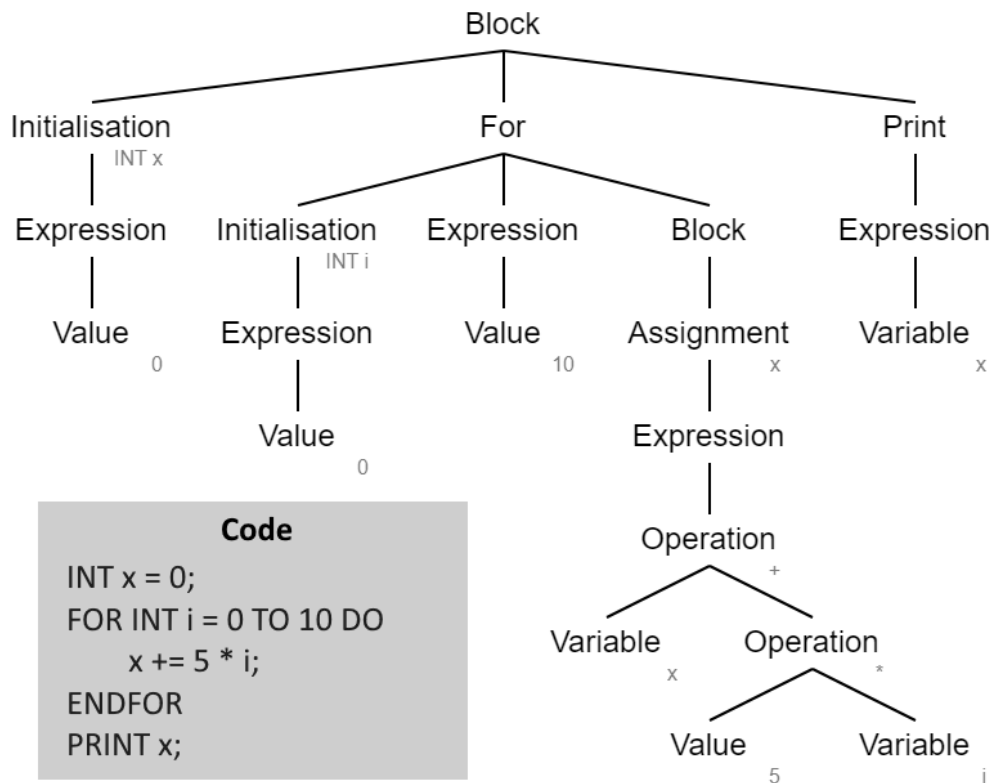 Block
Initialisation For Print
INT x
Expression Initialisation Expression Block Expression
INT i
Value Expression Value Assignment Variable
0 10 x x
Value Expression
0
Operation
+
Variable Operation
x *
Value Variable
5 i
Code
INT x = 0;
FOR INT i = 0 TO 10 DO
x += 5 * i;
ENDFOR
PRINT x;